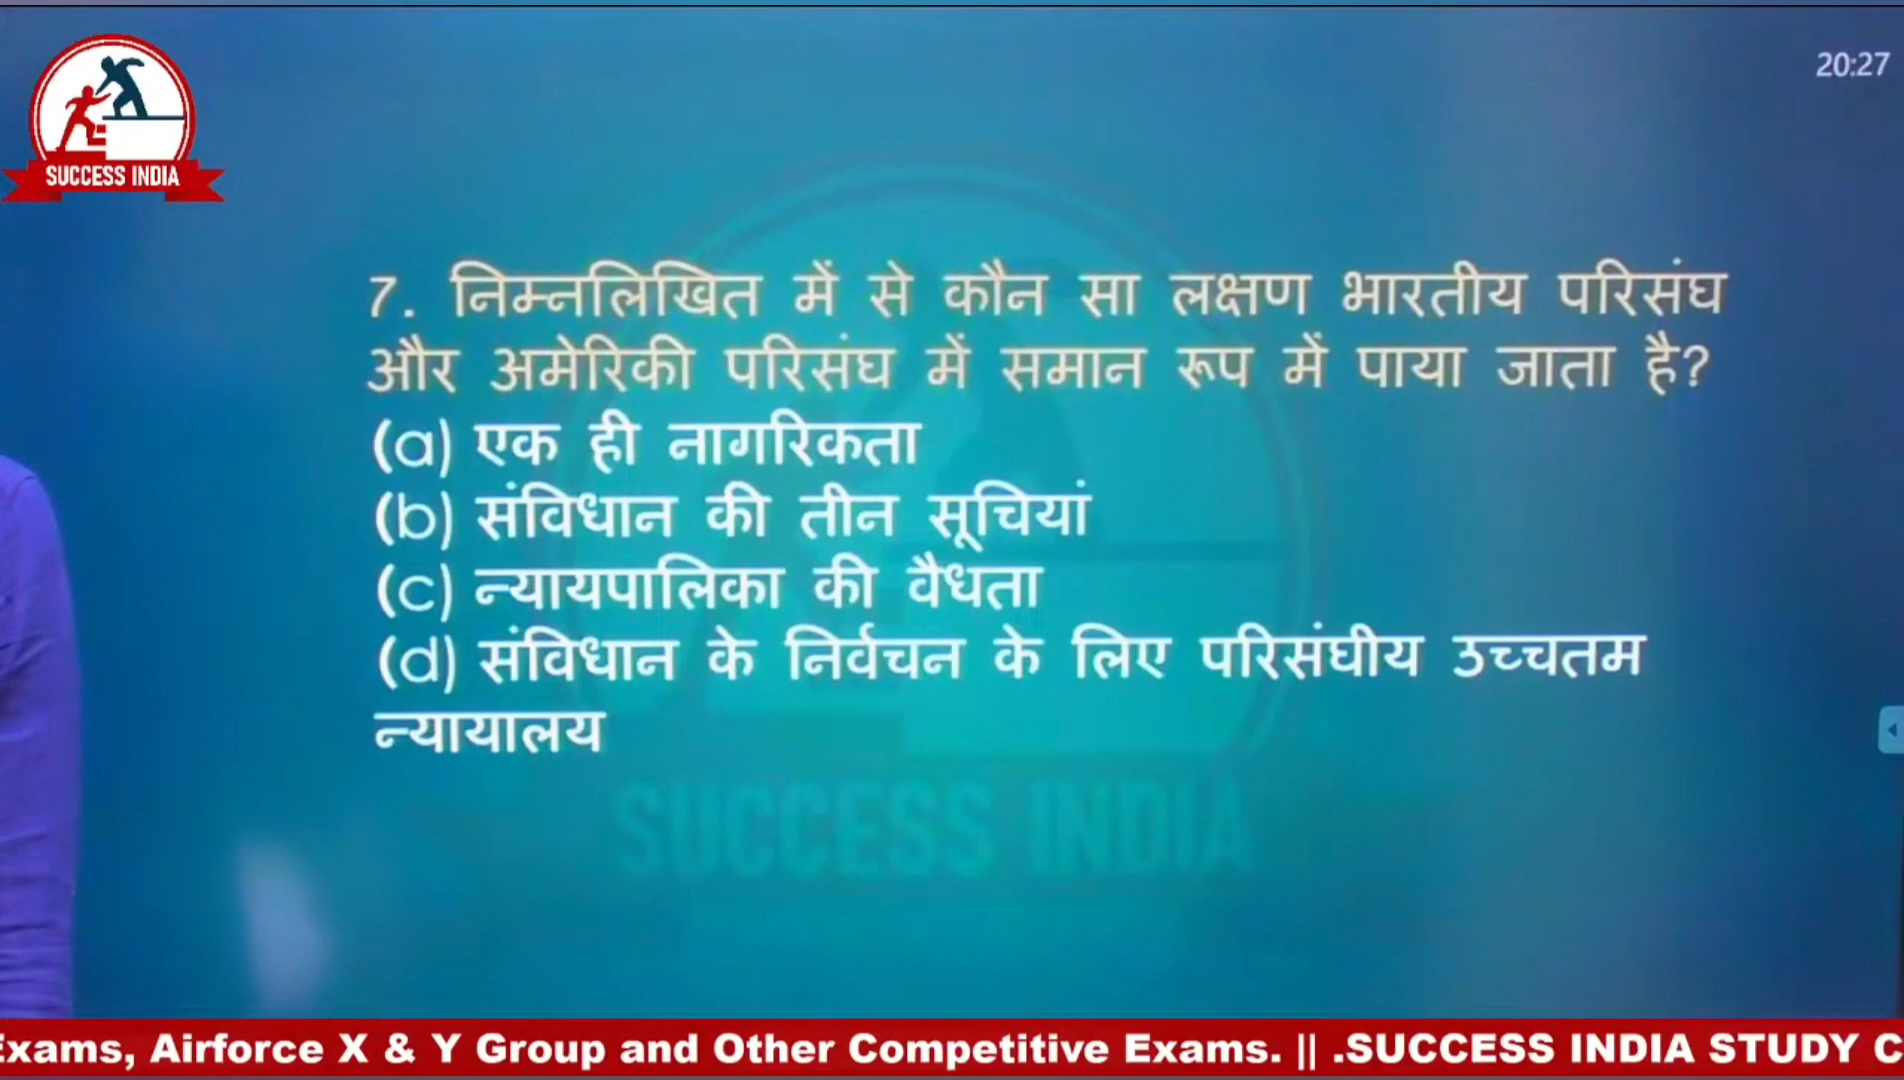 20:27
SUCCESS INDIA
7. निम्नलिखित में से कौन सा लक्षण भारतीय परिसंघ
और अमेरिकी परिसंघ में समान रूप में पाया जाता है?
(a) एक ही नागरिकता
(b) संविधान की तीन सूचियां
(c) न्यायपालिका की वैधता
(d) संविधान के निर्वचन के लिए परिसंघीय उच्चतम
न्यायालय
SUCCESS INDIA
Exams, Airforce X & Y Group and Other Competitive Exams. || .SUCCESS INDIA STUDY C